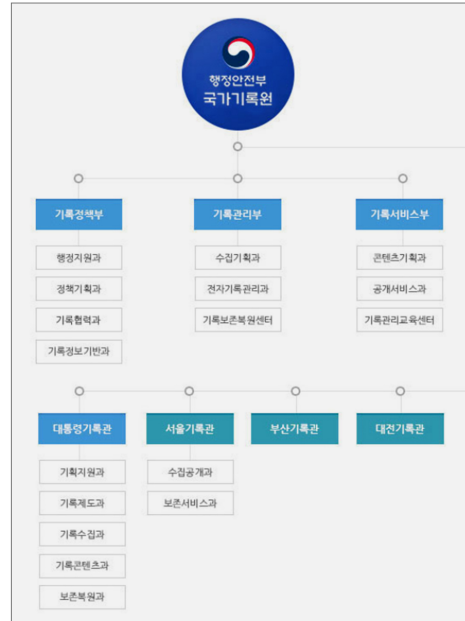 행정안전부
국가기록원
기록정책부
기록관리부
기록서비스부
행정지원과
수집기획과
콘텐츠기획과
정책기획과
전자기록관리과
공개서비스과
기록협력과
기록보존복원센터
기록관리교육센터
기록정보기반과
대통령기록관
서울기록관
부산기록관
대전기록관
기획지원과
수집공개과
기록제도과
보존서비스과
기록수집과
기록콘텐츠과
보존복원과